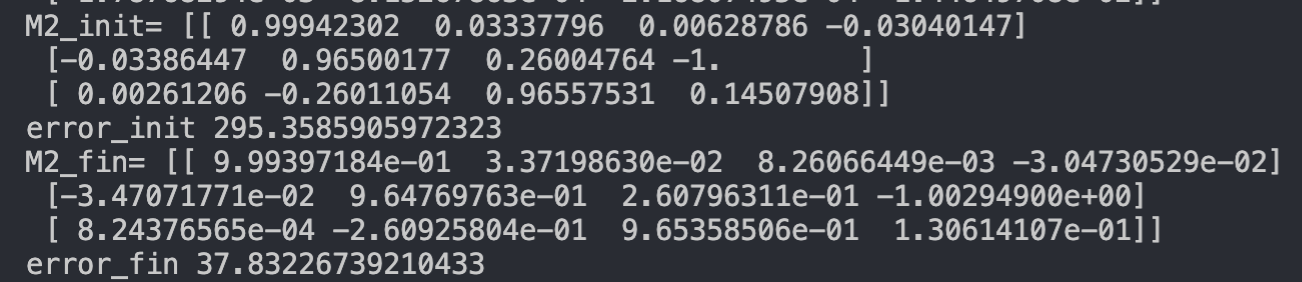 M2_init= [[ 0.99942302  0.03337796  0.00628786 -0.03040147]
 [-0.03386447  0.96500177  0.26004764 -1.        ]
 [ 0.00261206 -0.26011054  0.96557531  0.14507908]]
error_init 295.3585905972323
M2_fin= [[ 9.99397184e-01  3.37198630e-02  8.26066449e-03 -3.04730529e-02]
 [-3.47071771e-02  9.64769763e-01  2.60796311e-01 -1.00294900e+00]
 [ 8.24376565e-04 -2.60925804e-01  9.65358506e-01  1.30614107e-01]]
error_fin 37.83226739210433